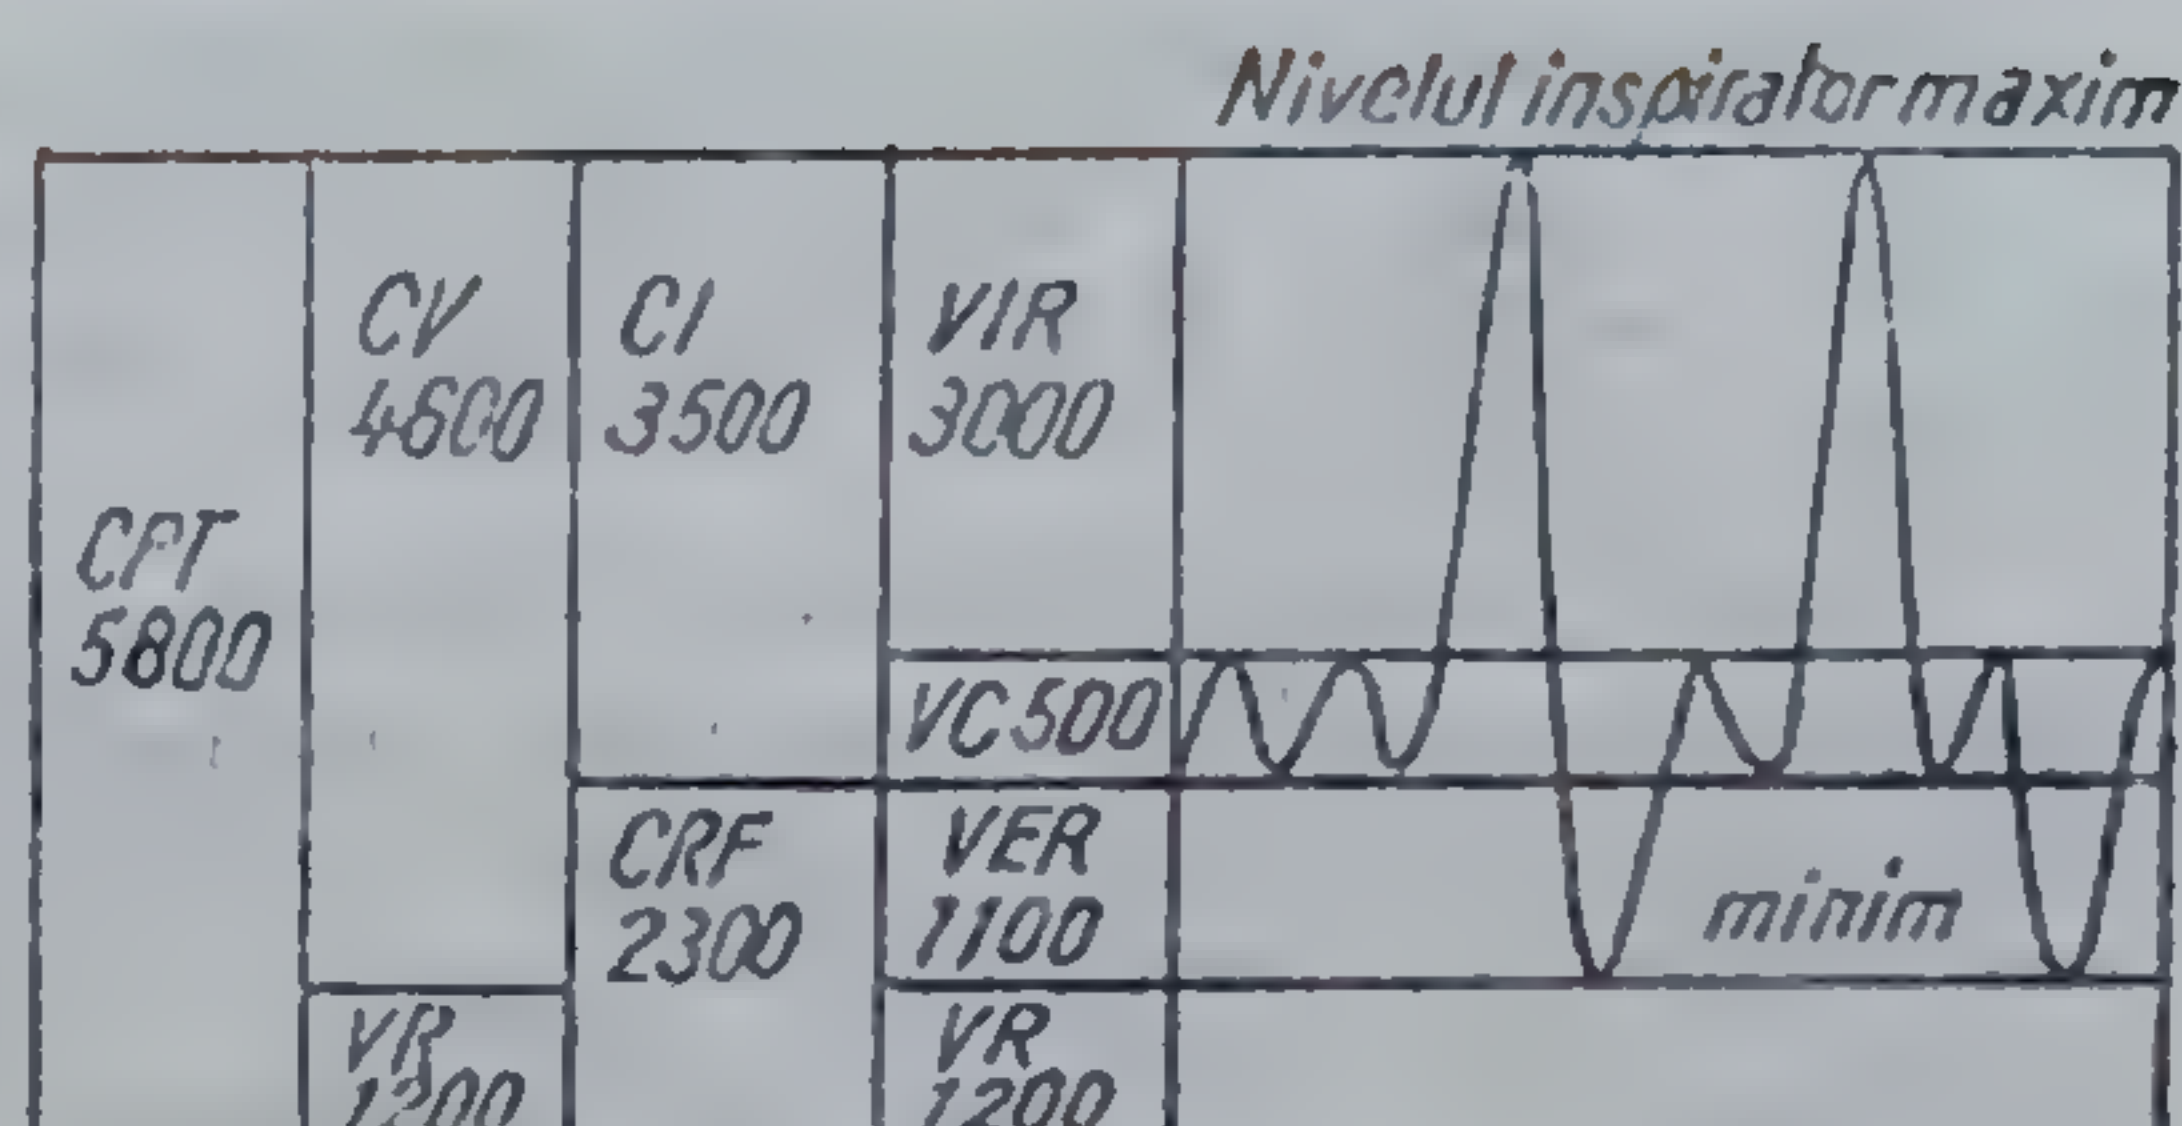 Nivelul inspirator maxim
CV
4600
CI
3500
VIR
3000
CPT
5800
VC 500
CRF
2300
VER
1100
minim
VR
1200
VR
1200